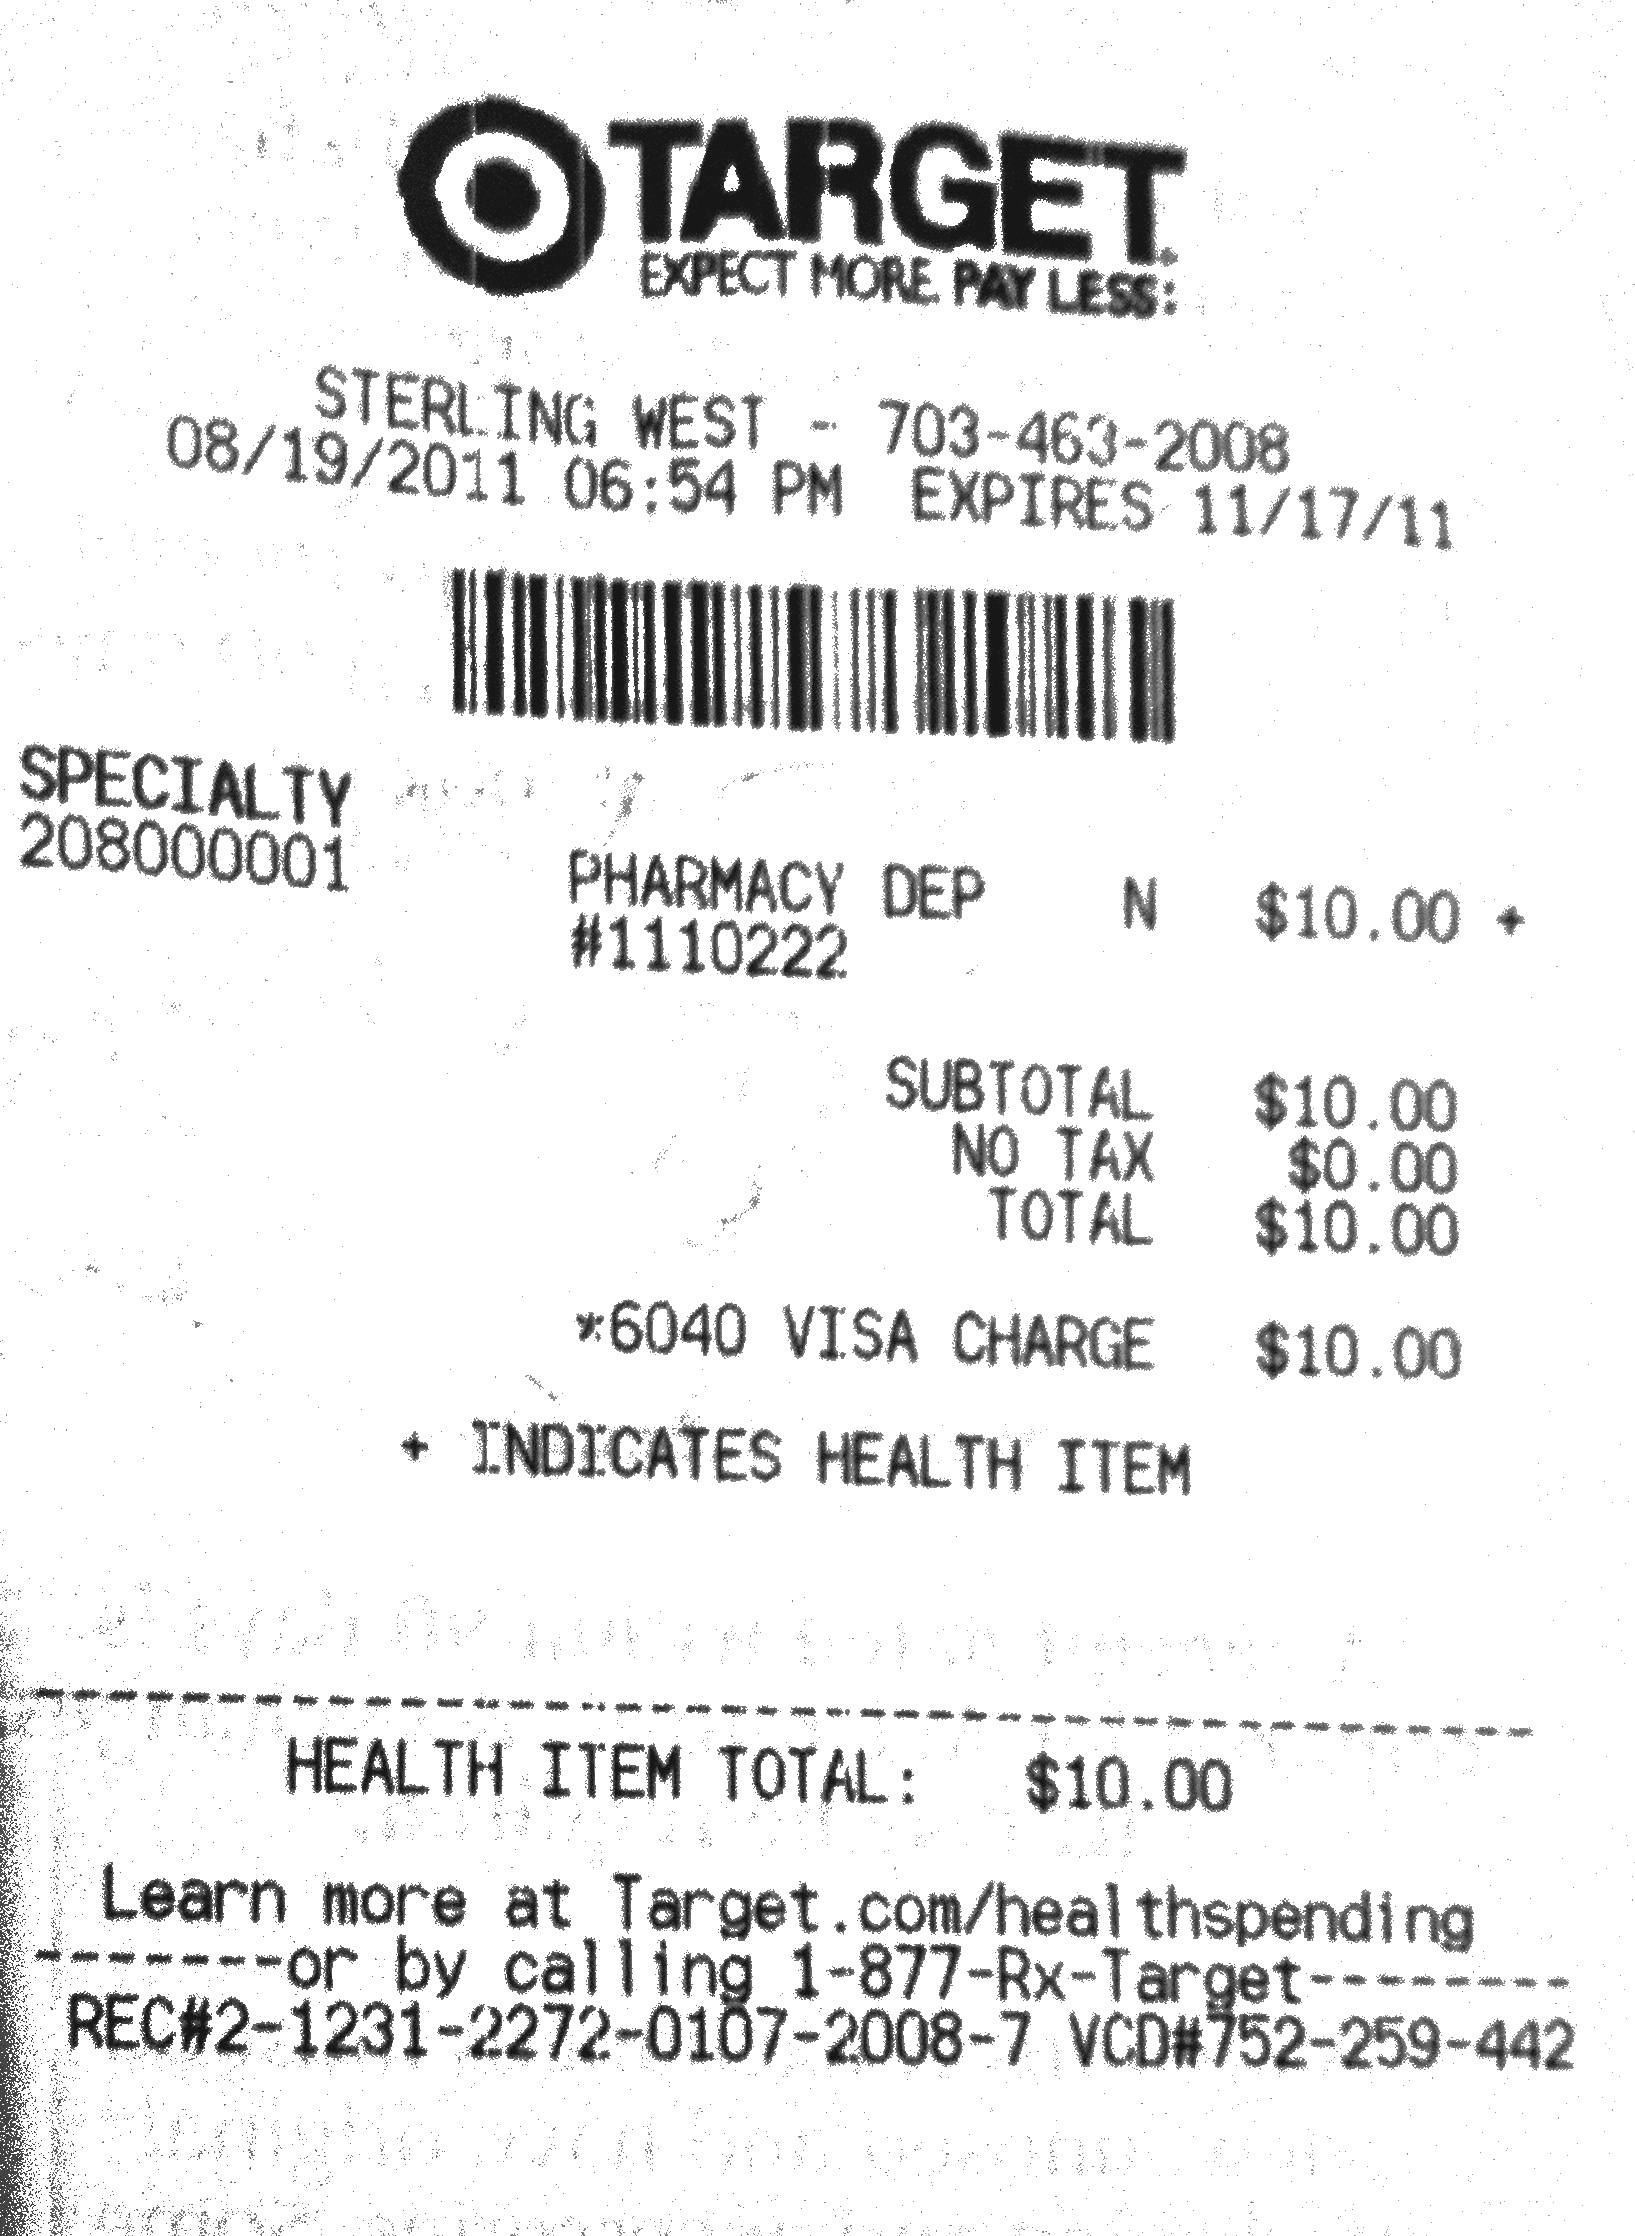 TARGET
EXPECT MORE. PAY LESS.
STERLING WEST - 703-463-2008
08/19/2011 06:54 PM EXPIRES 11/17/11
SPECIALTY
208000001 PHARMACY DEP N $10.00 +
#1110222
SUBTOTAL $10.00
NO TAX $0.00
TOTAL $10.00
*6040 VISA CHARGE $10.00
+ INDICATES HEALTH ITEM
--------------------------------------------
HEALTH ITEM TOTAL: $10.00
Learn more at Target.com/healthspending
-------or by calling 1-877-Rx-Target-------
REC#2-1231-2272-0107-2008-7 VCD#752-259-442